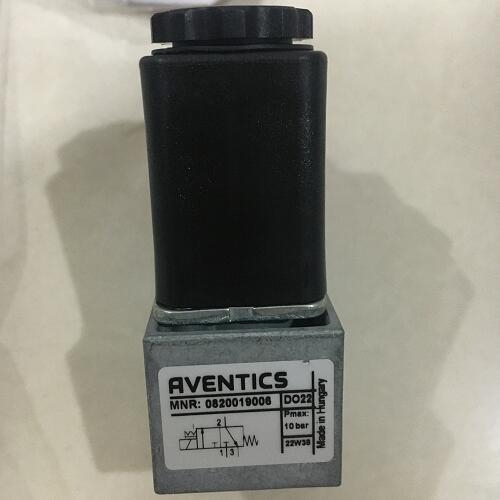 AVENTICS
MNR: 0820019006
DO22
Pmax:
10 bar
22W38
2
1 3
Made in Hungary